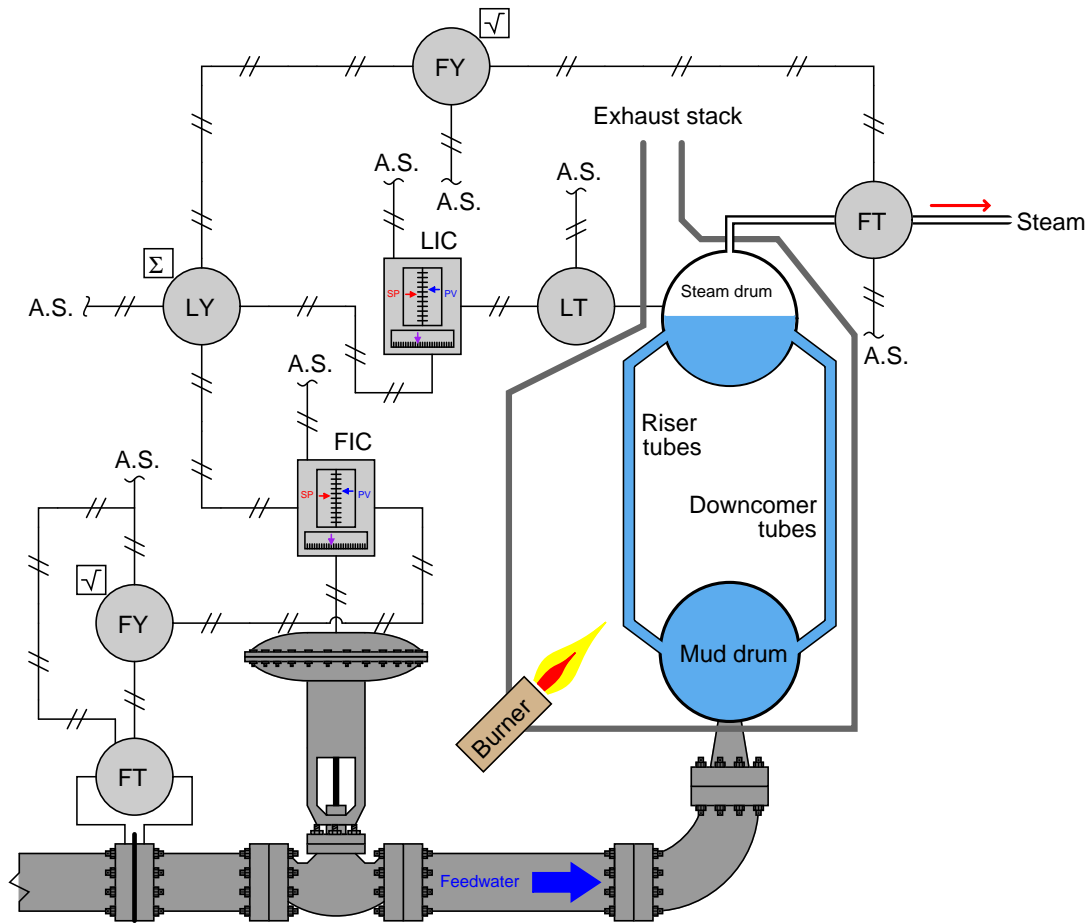 √
FY
Exhaust stack
A.S.
A.S.
A.S.
FT
Steam
LIC
Σ
SP
PV
Steam drum
A.S.
LY
LT
A.S.
A.S.
Riser
tubes
FIC
A.S.
SP
PV
Downcomer
tubes
√
FY
Mud drum
Burner
FT
Feedwater